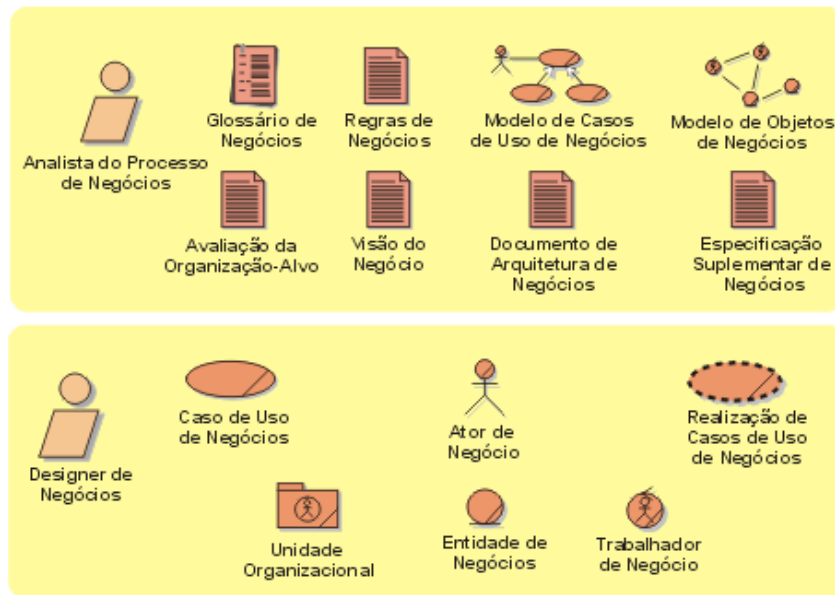 Glossário de
Negócios
Regras de
Negócios
Modelo de Casos
de Uso de Negócios
Modelo de Objetos
de Negócios
Analista do Processo
de Negócios
Avaliação da
Organização-Alvo
Visão do
Negócio
Documento de
Arquitetura de
Negócios
Especificação
Suplementar de
Negócios
Caso de Uso
de Negócios
Ator de
Negócio
Realização de
Casos de Uso
de Negócios
Designer de
Negócios
Unidade
Organizacional
Entidade de
Negócios
Trabalhador
de Negócio